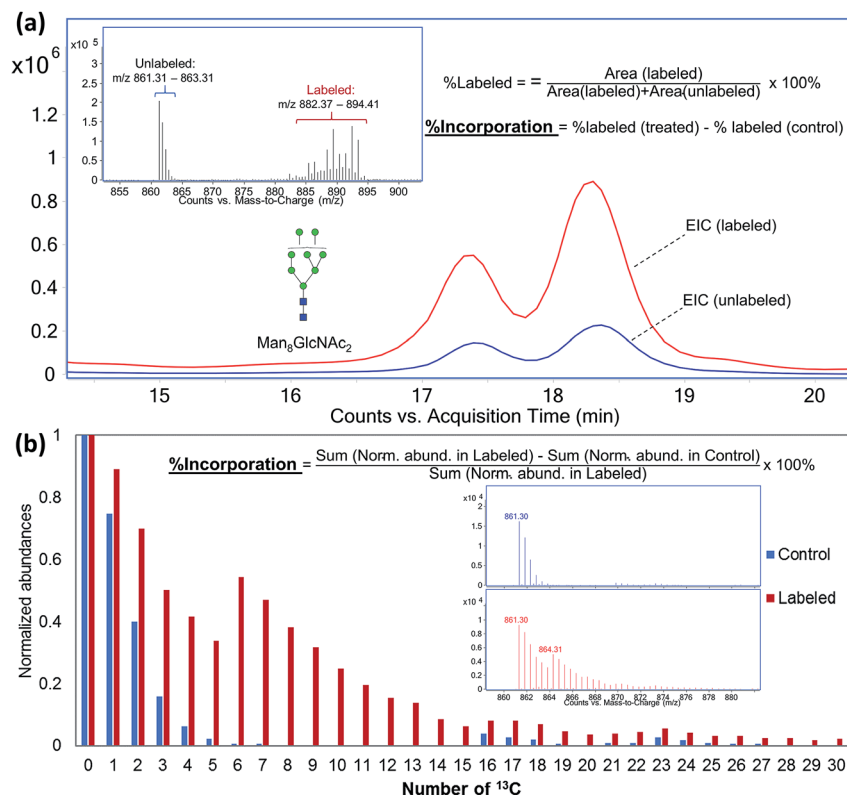 (a)
x10^6
1.2
1
0.8
0.6
0.4
0.2
0
x10^5
2.5
2
1.5
1
0.5
0
Unlabeled:
m/z 861.31 – 863.31
Labeled:
m/z 882.37 – 894.41
855 860 865 870 875 880 885 890 895 900
Counts vs. Mass-to-Charge (m/z)
%Labeled = = Area (labeled) / Area(labeled)+Area(unlabeled) x 100%
%Incorporation = %labeled (treated) - % labeled (control)
EIC (labeled)
EIC (unlabeled)
Man₈GlcNAc₂
15 16 17 18 19 20
Counts vs. Acquisition Time (min)
(b)
Normalized abundances
1
0.8
0.6
0.4
0.2
0
%Incorporation = Sum (Norm. abund. in Labeled) - Sum (Norm. abund. in Control) / Sum (Norm. abund. in Labeled) x 100%
x10^4
2
1.5
1
0.5
0
861.30
x10^4
1
0.8
0.6
0.4
0.2
0
861.30
864.31
860 862 864 866 868 870 872 874 876 878 880
Counts vs. Mass-to-Charge (m/z)
Control
Labeled
0 1 2 3 4 5 6 7 8 9 10 11 12 13 14 15 16 17 18 19 20 21 22 23 24 25 26 27 28 29 30
Number of ¹³C